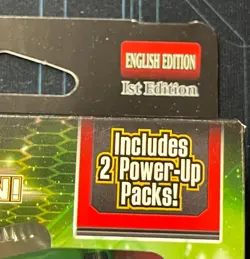 ENGLISH EDITION
1st Edition
Includes
2 Power-Up
Packs!
N!